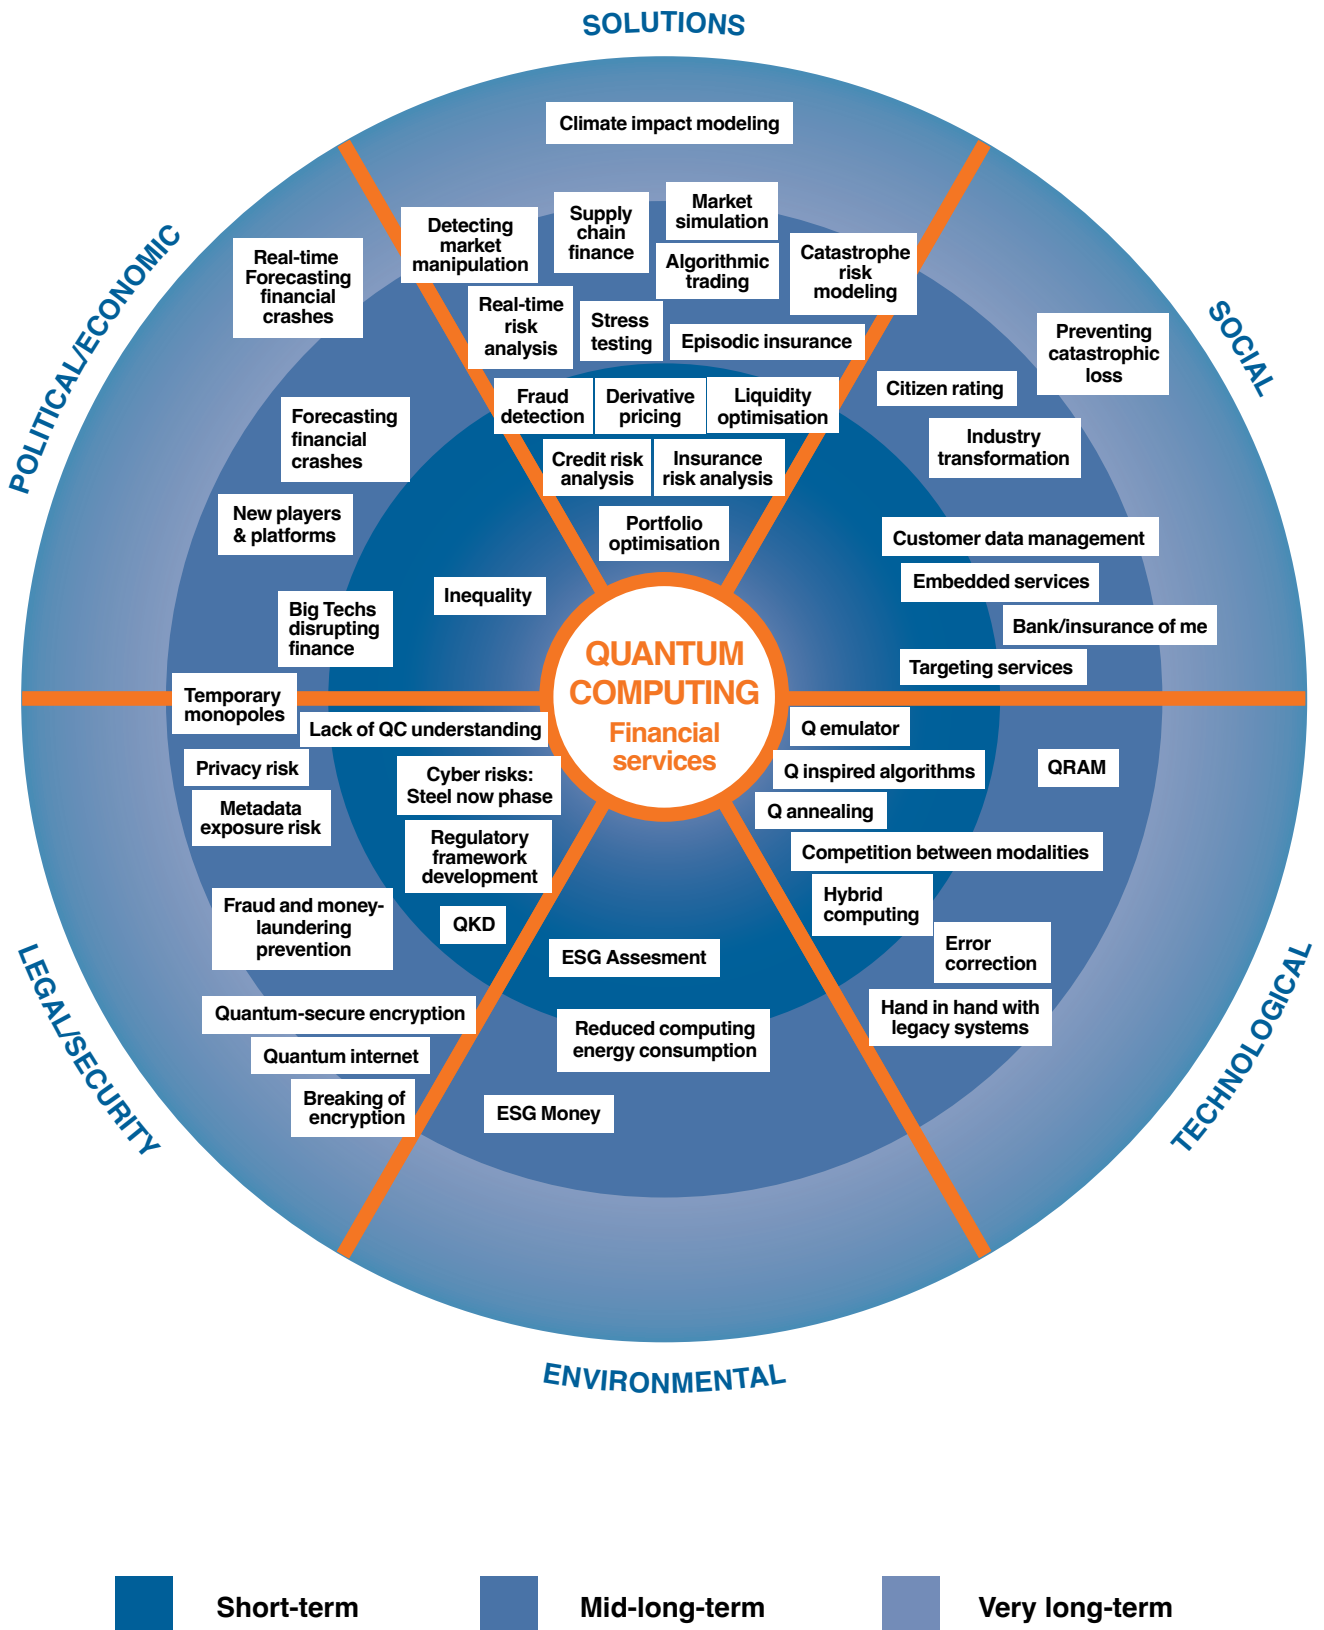 SOLUTIONS
Climate impact modeling
Market
simulation
Supply
chain
finance
Detecting
market
manipulation
Algorithmic
trading
Catastrophe
risk
modeling
Real-time
risk
analysis
Stress
testing
Episodic insurance
Fraud
detection
Derivative
pricing
Liquidity
optimisation
Credit risk
analysis
Insurance
risk analysis
Portfolio
optimisation
POLITICAL/ECONOMIC
Real-time
Forecasting
financial
crashes
Forecasting
financial
crashes
New players
& platforms
Inequality
Big Techs
disrupting
finance
Temporary
monopoles
SOCIAL
Preventing
catastrophic
loss
Citizen rating
Industry
transformation
Customer data management
Embedded services
Bank/insurance of me
Targeting services
QUANTUM
COMPUTING
Financial
services
Lack of QC understanding
Privacy risk
Cyber risks:
Steel now phase
Metadata
exposure risk
Regulatory
framework
development
Fraud and money-
laundering
prevention
QKD
Quantum-secure encryption
Quantum internet
Breaking of
encryption
LEGAL/SECURITY
Q emulator
Q inspired algorithms
QRAM
Q annealing
Competition between modalities
Hybrid
computing
Error
correction
Hand in hand with
legacy systems
TECHNOLOGICAL
ESG Assesment
Reduced computing
energy consumption
ESG Money
ENVIRONMENTAL
Short-term
Mid-long-term
Very long-term